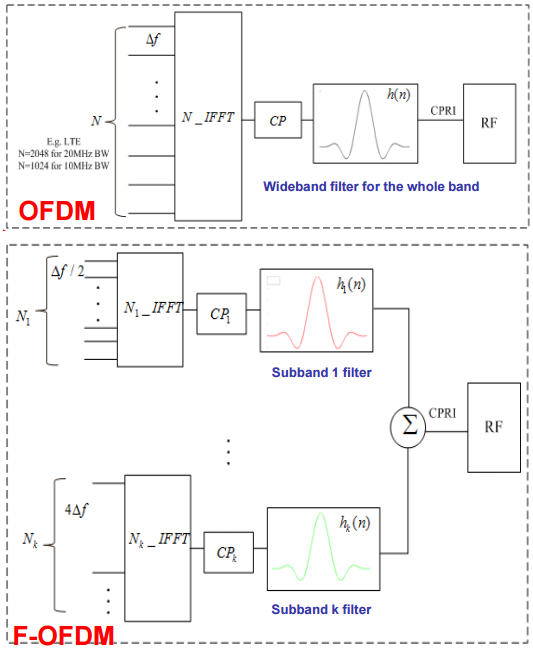 Δf
N
E.g. LTE
N=2048 for 20MHz BW
N=1024 for 10MHz BW
N_IFFT
CP
h(n)
CPRI
RF
Wideband filter for the whole band
OFDM
Δf / 2
N₁
N₁_IFFT
CP₁
h₁(n)
Subband 1 filter
Σ
CPRI
RF
4Δf
Nₖ
Nₖ_IFFT
CPₖ
hₖ(n)
Subband k filter
F-OFDM